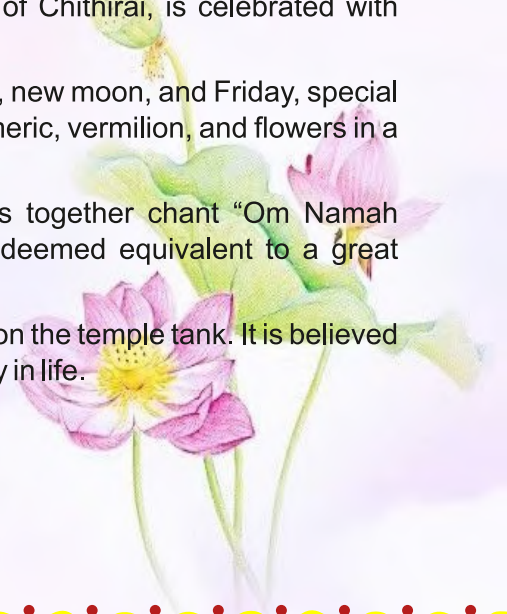 of Chithirai, is celebrated with
, new moon, and Friday, special
neric, vermilion, and flowers in a
s together chant “Om Namah
deemed equivalent to a great
on the temple tank. It is believed
y in life.